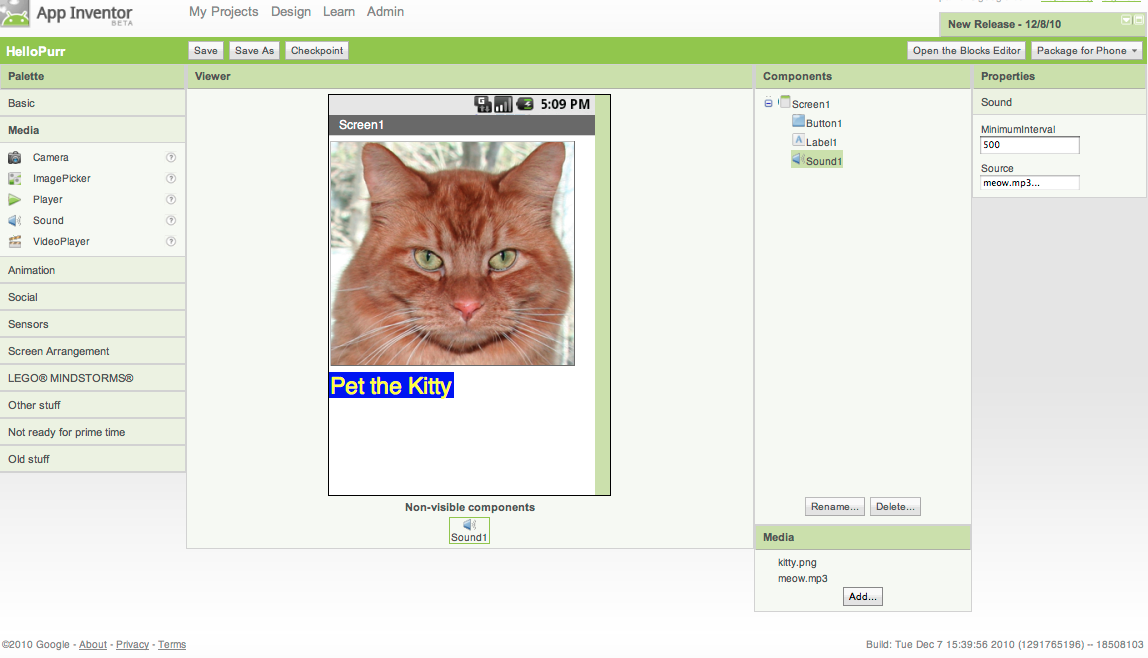 App Inventor
BETA
My Projects Design Learn Admin
New Release - 12/8/10
HelloPurr
Save Save As Checkpoint
Open the Blocks Editor Package for Phone
Palette
Basic
Media
Camera ?
ImagePicker ?
Player ?
Sound ?
VideoPlayer ?
Animation
Social
Sensors
Screen Arrangement
LEGO® MINDSTORMS®
Other stuff
Not ready for prime time
Old stuff
Viewer
G 5:09 PM
Screen1
Pet the Kitty
Non-visible components
Sound1
Components
Screen1
Button1
A Label1
Sound1
Rename... Delete...
Media
kitty.png
meow.mp3
Add...
Properties
Sound
MinimumInterval
500
Source
meow.mp3...
©2010 Google - About - Privacy - Terms
Build: Tue Dec 7 15:39:56 2010 (1291765196) -- 18508103